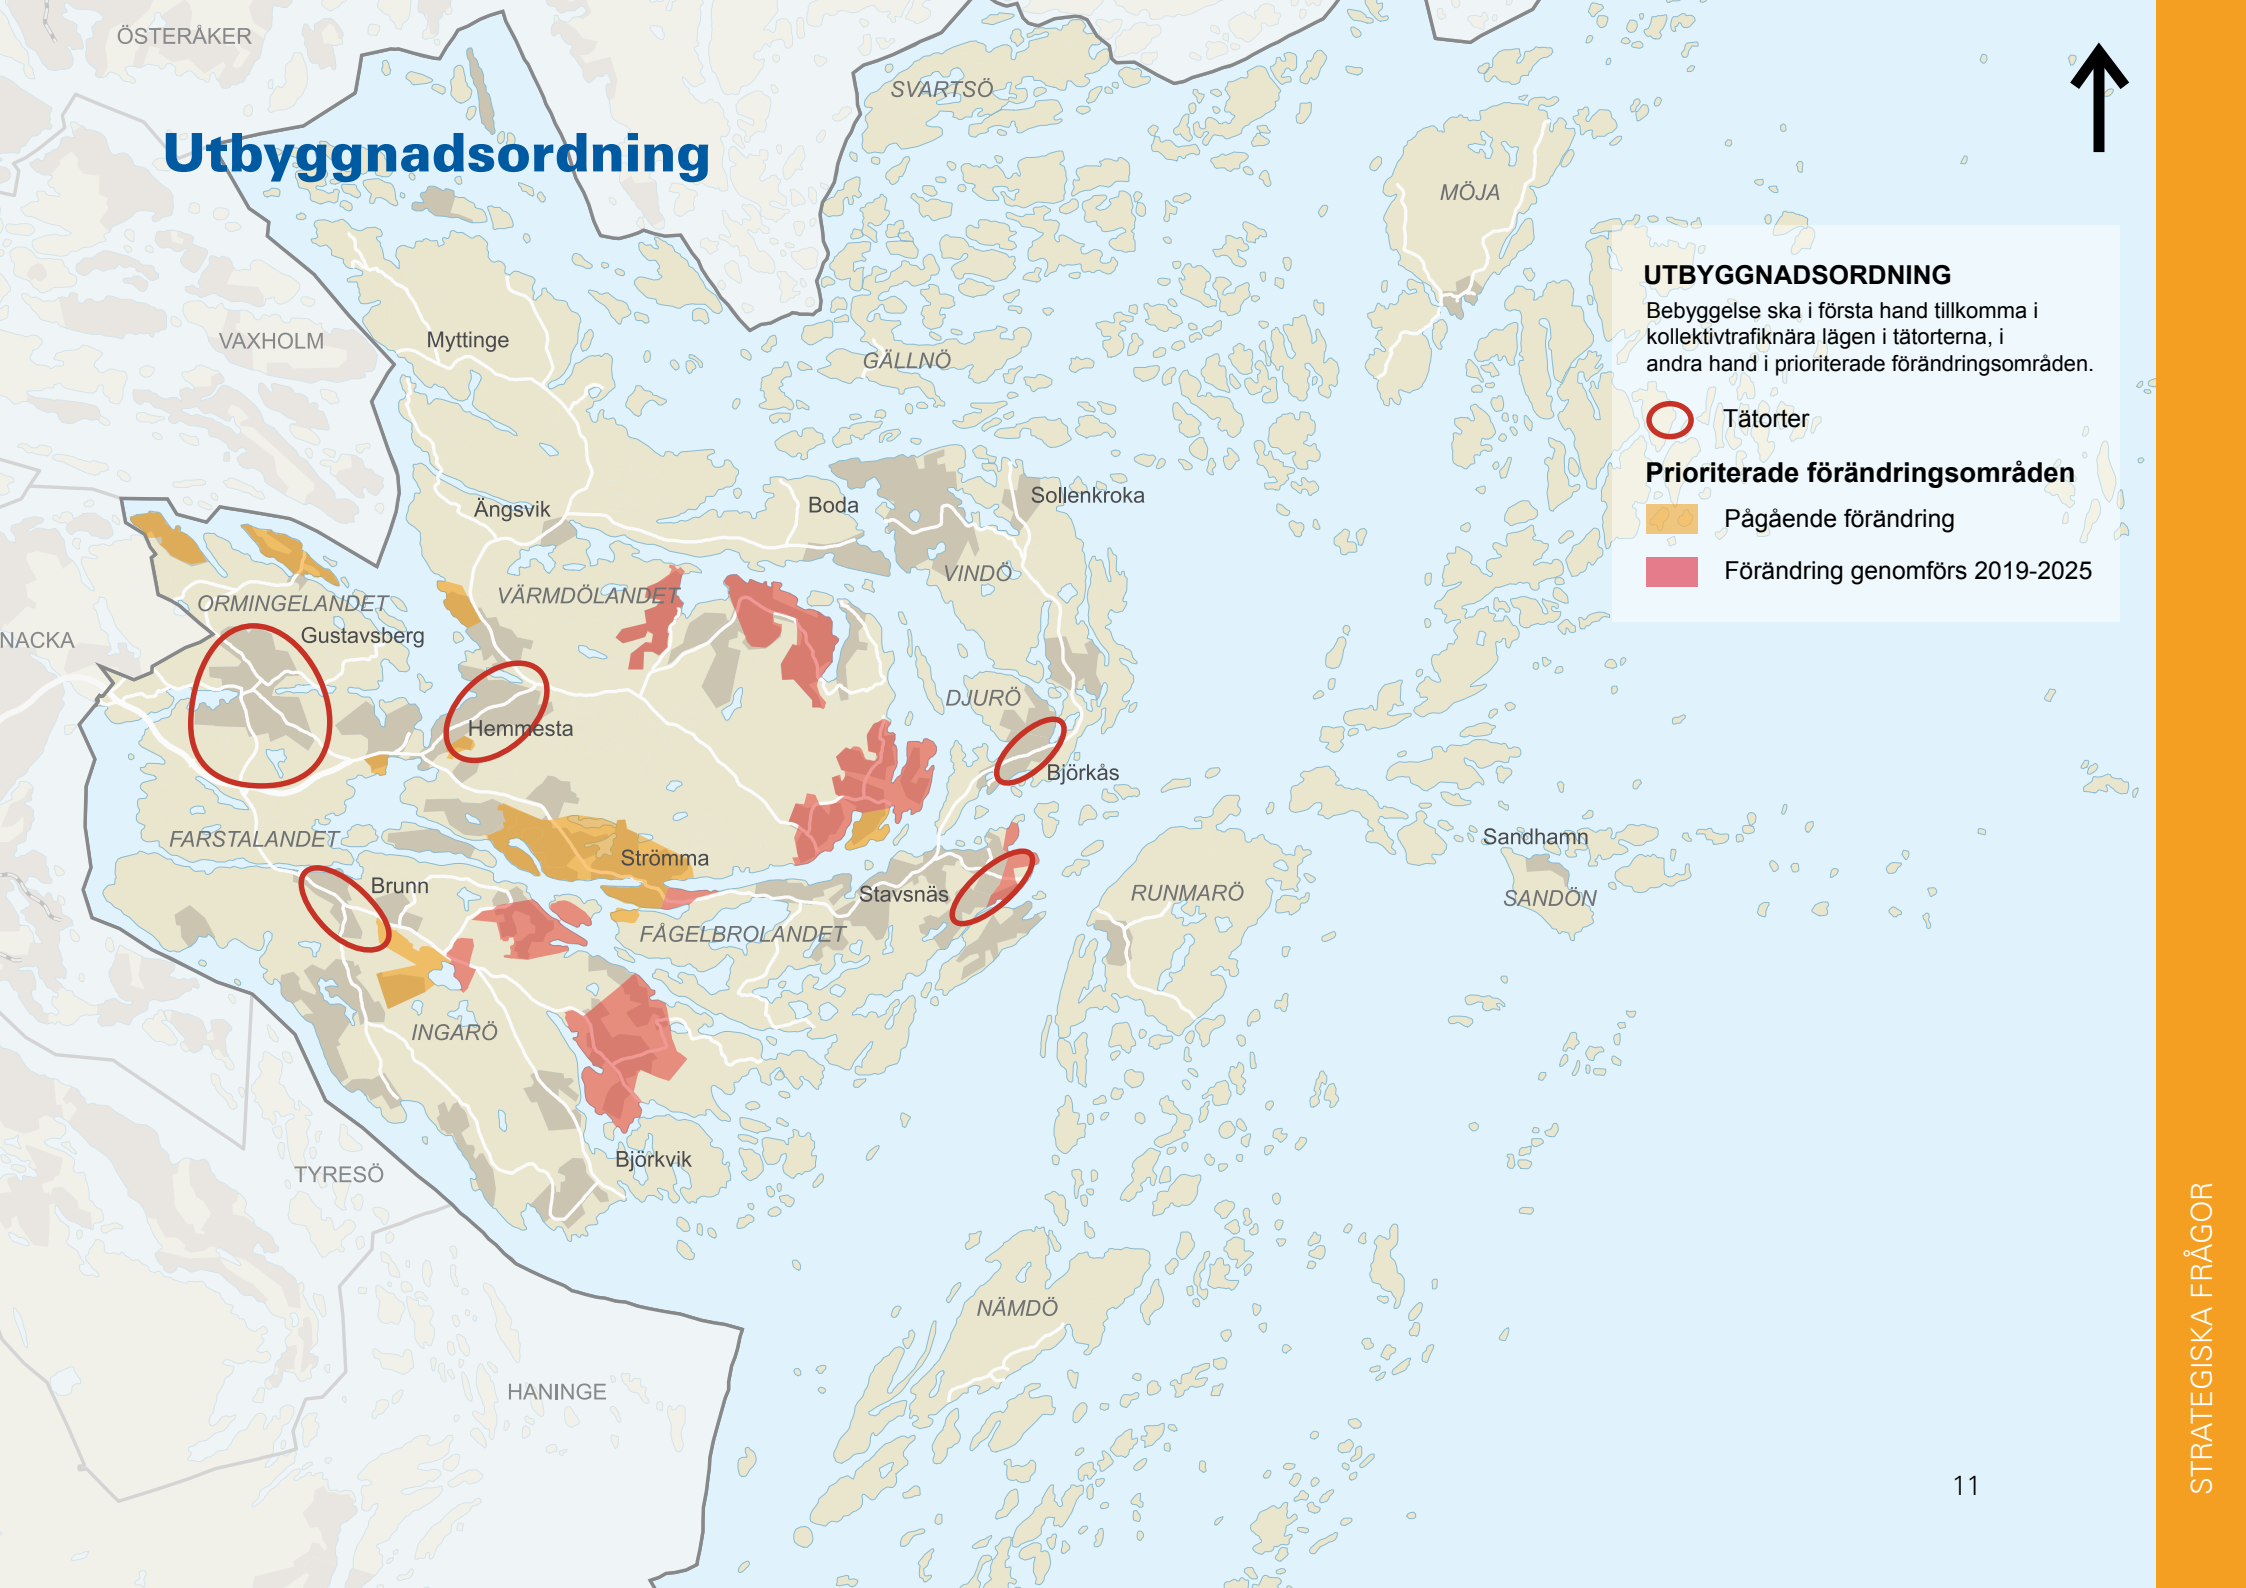 ÖSTERÅKER
SVARTSÖ
Utbyggnadsordning
MÖJA
UTBYGGNADSORDNING
Bebyggelse ska i första hand tillkomma i
kollektivtrafiknära lägen i tätorterna, i
andra hand i prioriterade förändringsområden.
Tätorter
Prioriterade förändringsområden
Pågående förändring
Förändring genomförs 2019-2025
VAXHOLM
Myttinge
GÄLLNÖ
Ängsvik
Boda
Sollenkroka
VINDÖ
VÄRMDÖLANDET
ORMINGELANDET
Gustavsberg
NACKA
DJURÖ
Hemmesta
Björkås
FARSTALANDET
Strömma
Sandhamn
Brunn
Stavsnäs
RUNMARÖ
SANDÖN
FÅGELBROLANDET
INGARÖ
Björkvik
TYRESÖ
NÄMDÖ
HANINGE
STRATEGISKA FRÅGOR
11